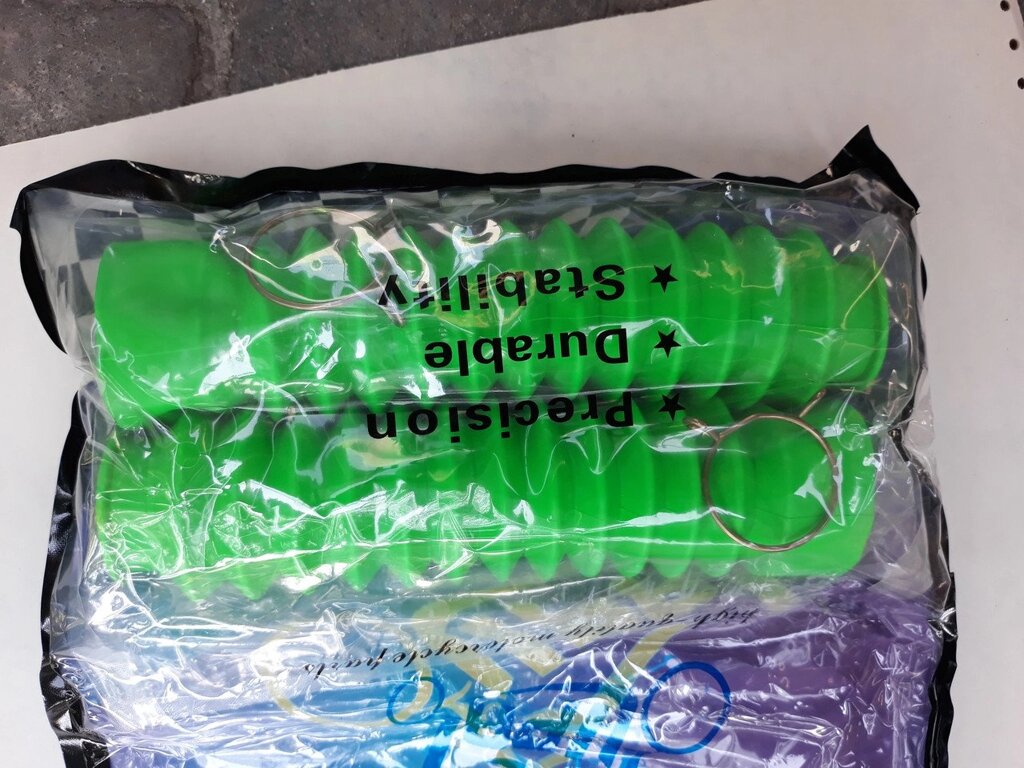 high-quality motorcycle parts
★ Precision
★ Durable
★ Stability